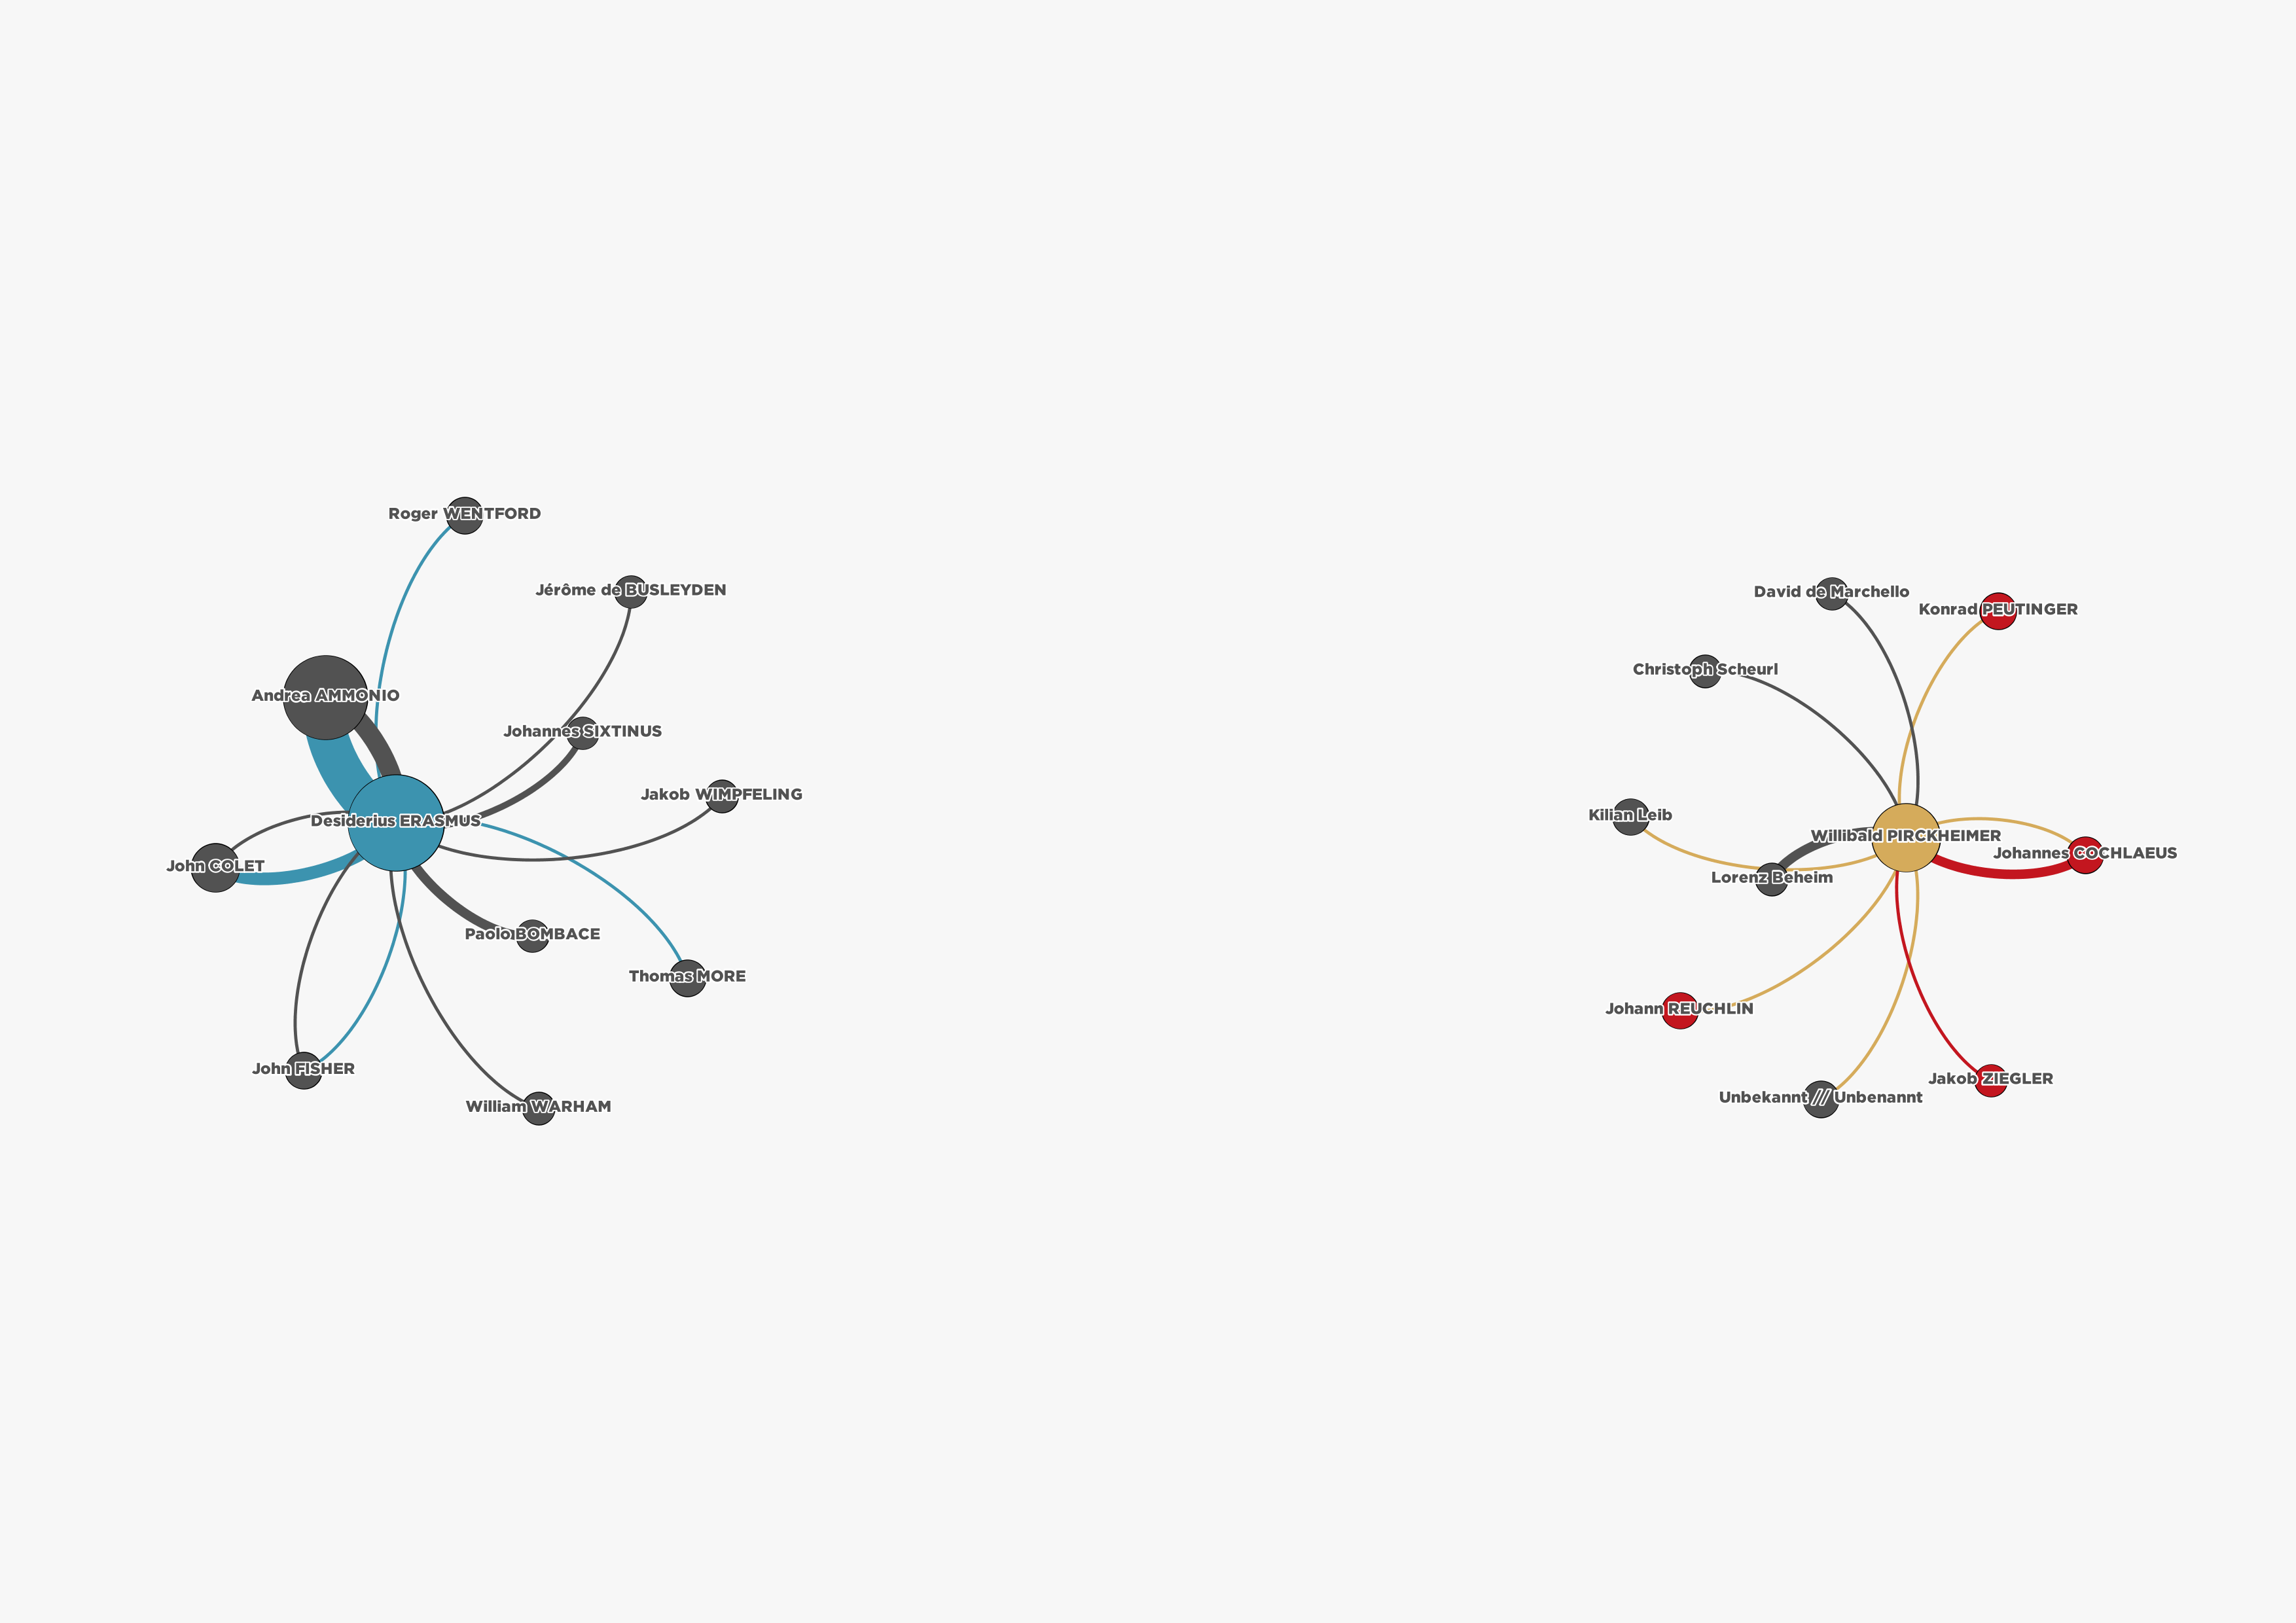 Roger WENTFORD
Jérôme de BUSLEYDEN
David de Marchello
Konrad PEUTINGER
Christoph Scheurl
Andrea AMMONIO
Johannes SIXTINUS
Jakob WIMPFELING
Kilian Leib
Desiderius ERASMUS
Willibald PIRCKHEIMER
Johannes COCHLAEUS
John COLET
Lorenz Beheim
Paolo BOMBACE
Thomas MORE
Johann REUCHLIN
John FISHER
Jakob ZIEGLER
Unbekannt // Unbenannt
William WARHAM